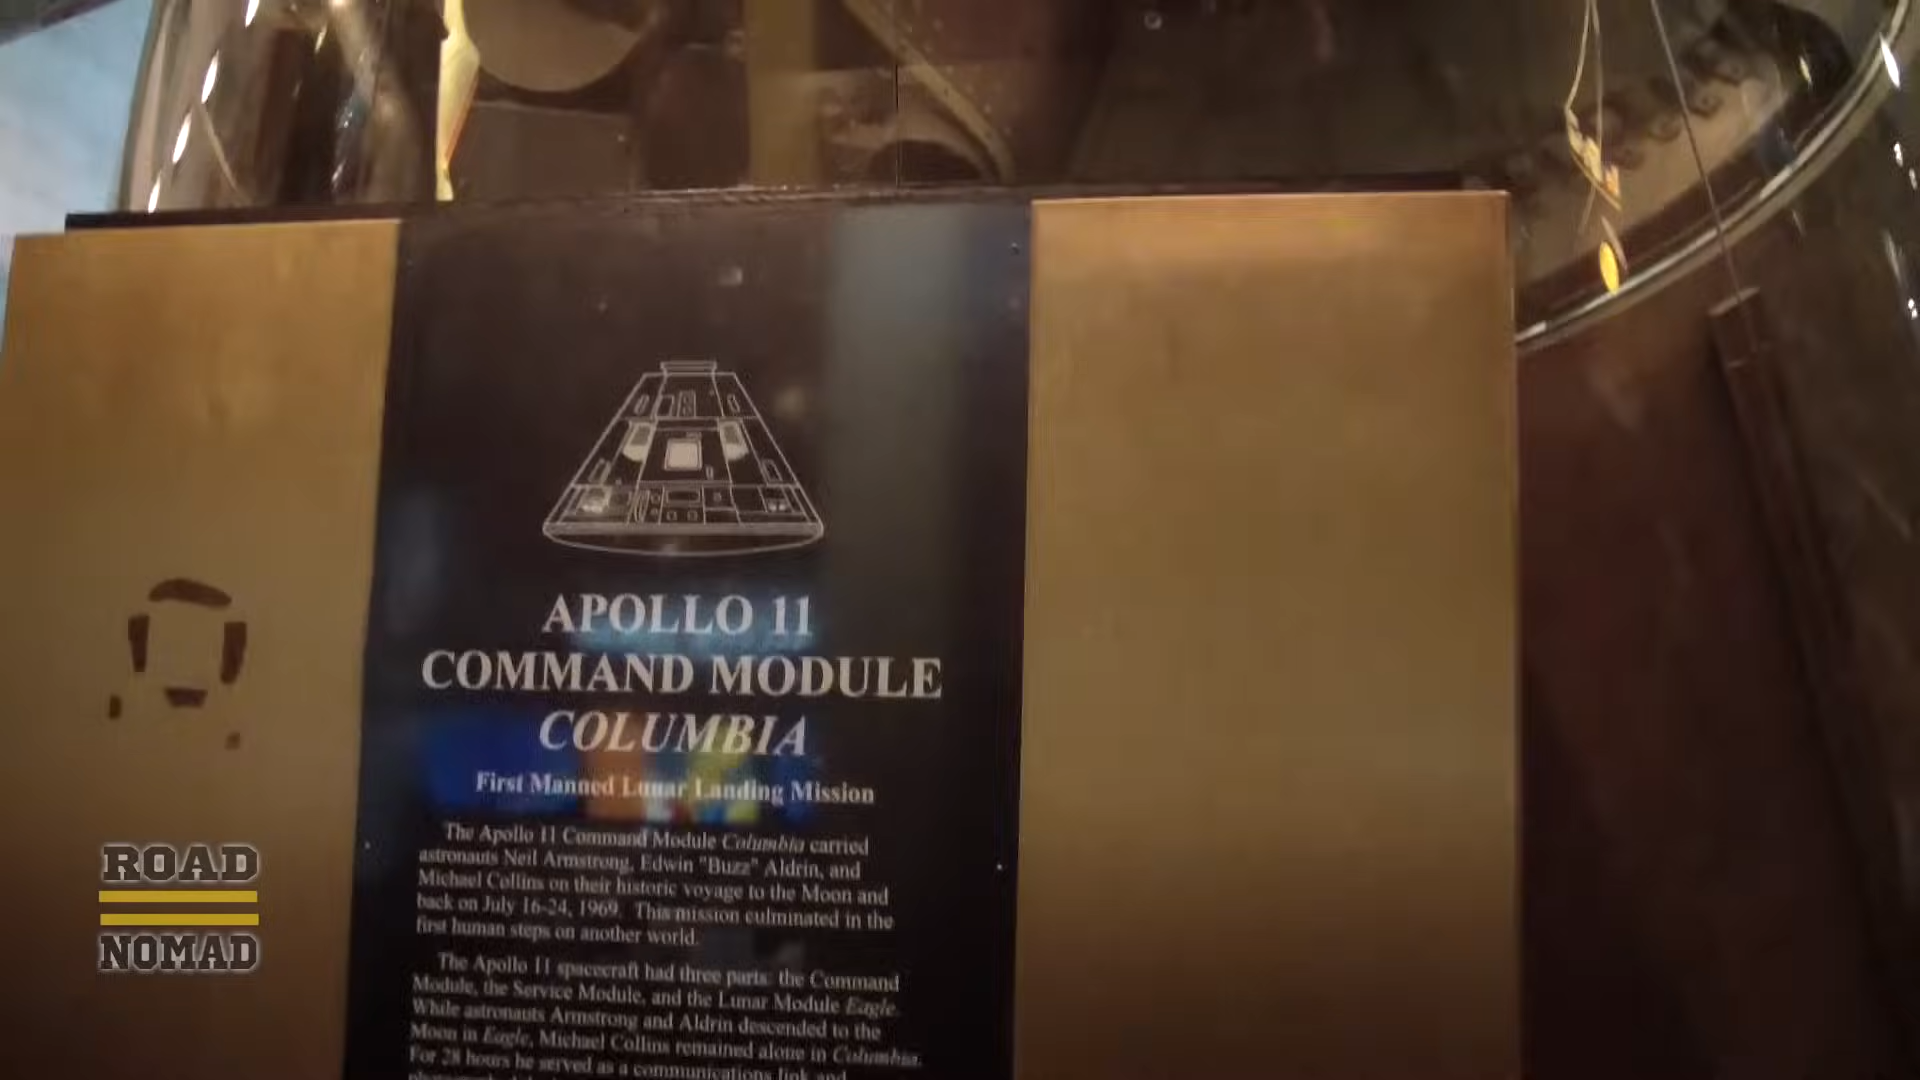 APOLLO 11
COMMAND MODULE
COLUMBIA
First Manned Lunar Landing Mission
The Apollo 11 Command Module Columbia carried
astronauts Neil Armstrong, Edwin "Buzz" Aldrin, and
Michael Collins on their historic voyage to the Moon and
back on July 16-24, 1969. This mission culminated in the
first human steps on another world.
The Apollo 11 spacecraft had three parts: the Command
Module, the Service Module, and the Lunar Module Eagle.
While astronauts Armstrong and Aldrin descended to the
Moon in Eagle, Michael Collins remained alone in Columbia.
For 28 hours he served as a communications link and
ROAD
NOMAD